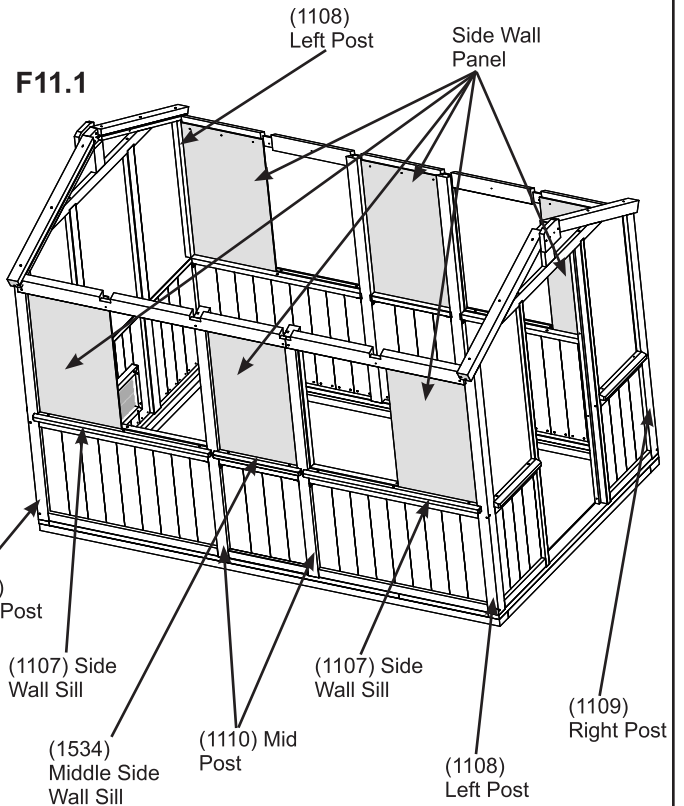 (1108)
Left Post
Side Wall
Panel
F11.1
)
Post
(1107) Side
Wall Sill
(1534)
Middle Side
Wall Sill
(1110) Mid
Post
(1107) Side
Wall Sill
(1108)
Left Post
(1109)
Right Post